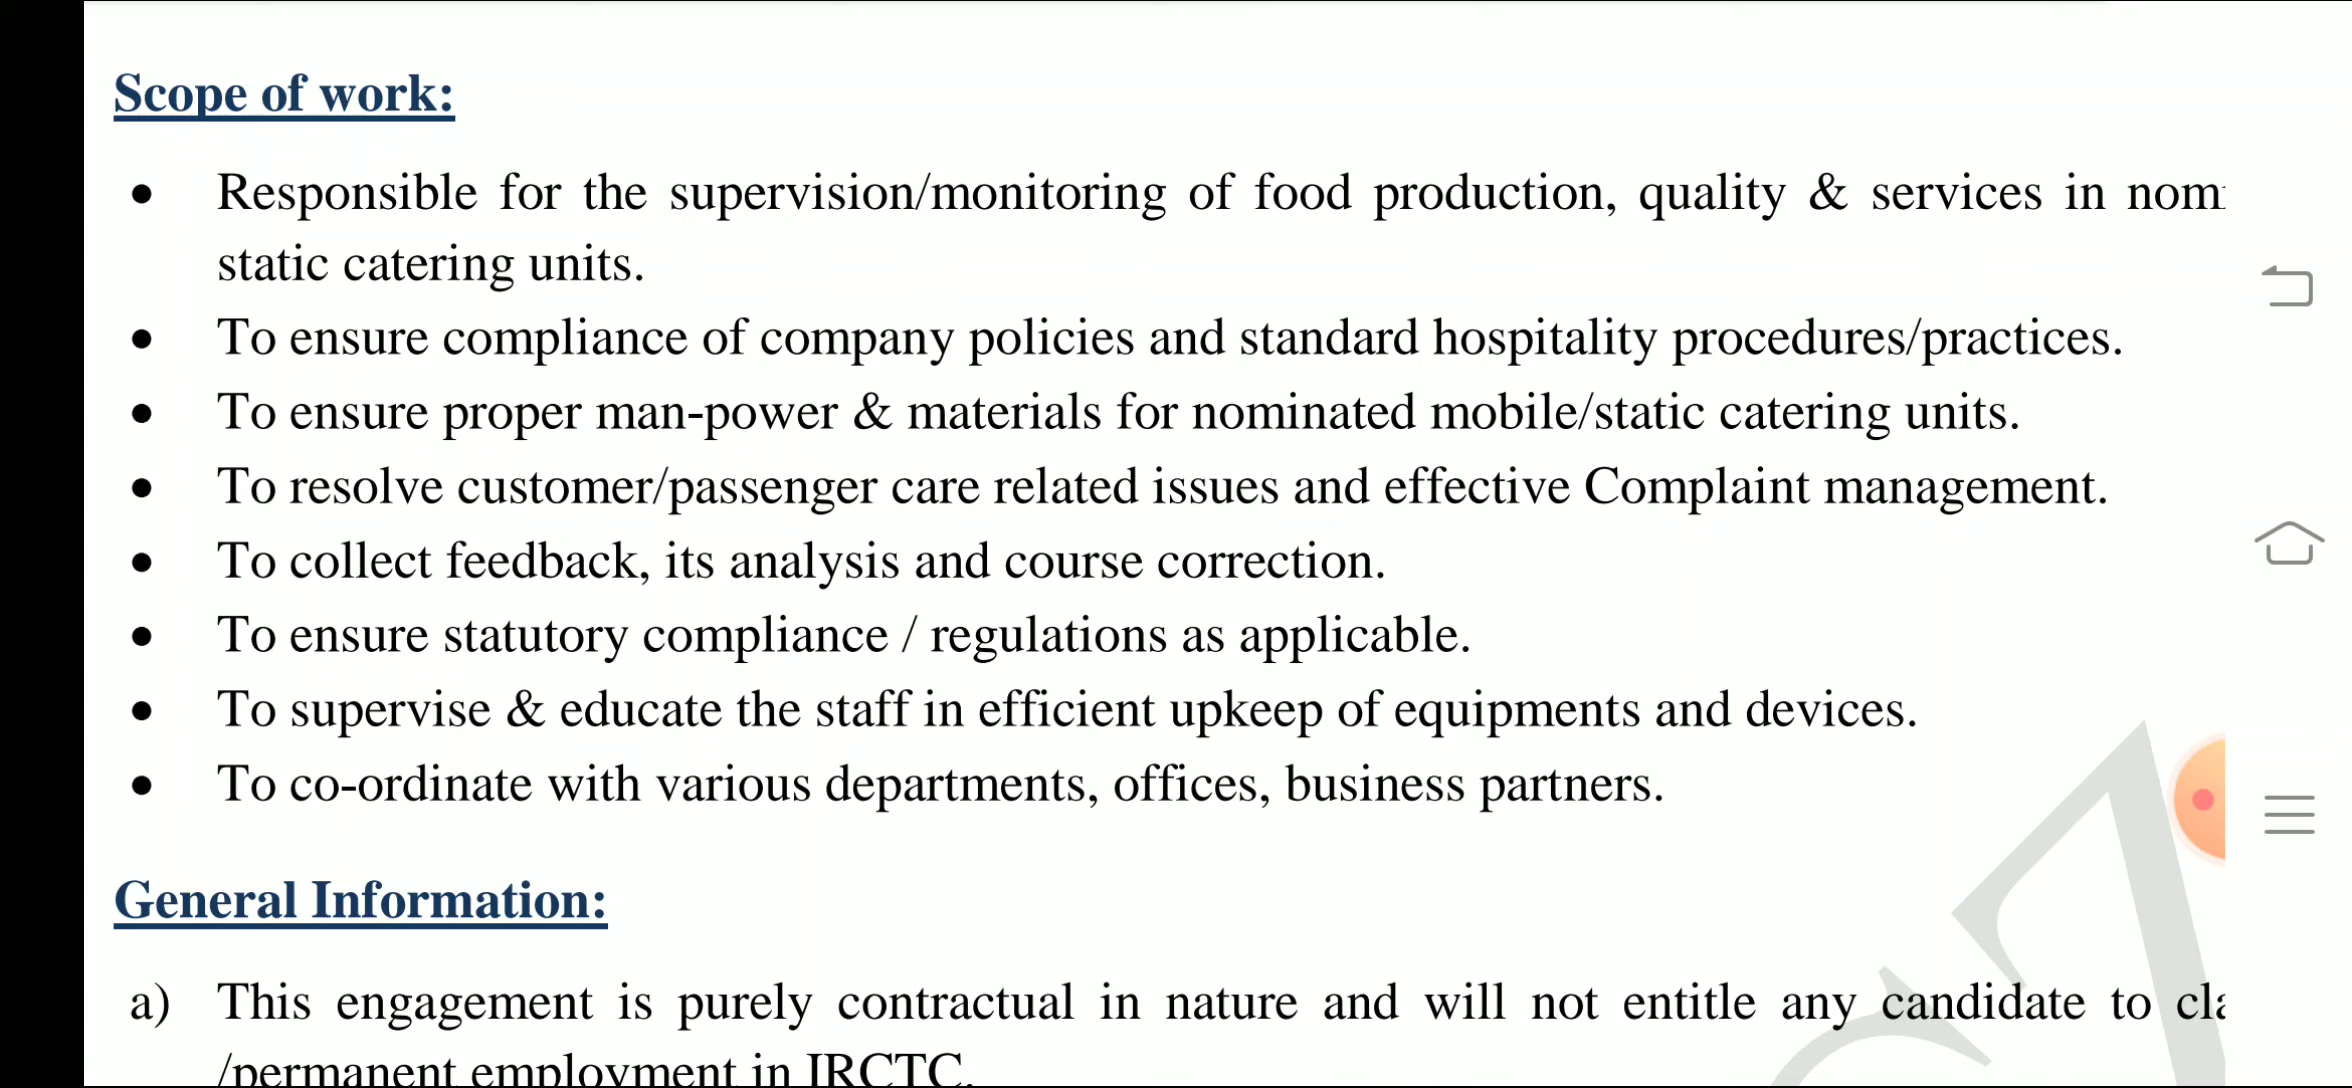 Scope of work:
• Responsible for the supervision/monitoring of food production, quality & services in
static catering units.
• To ensure compliance of company policies and standard hospitality procedures/practices.
• To ensure proper man-power & materials for nominated mobile/static catering units.
• To resolve customer/passenger care related issues and effective Complaint management.
• To collect feedback, its analysis and course correction.
• To ensure statutory compliance / regulations as applicable.
• To supervise & educate the staff in efficient upkeep of equipments and devices.
• To co-ordinate with various departments, offices, business partners.
General Information:
a) This engagement is purely contractual in nature and will not entitle any candidate to
/permanent employment in IRCTC.